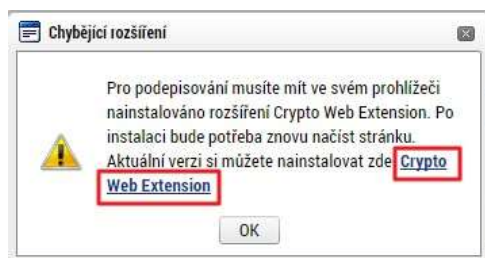 Chybějící rozšíření
Pro podepisování musíte mít ve svém prohlížeči
nainstalováno rozšíření Crypto Web Extension. Po
instalaci bude potřeba znovu načíst stránku.
Aktuální verzi si můžete nainstalovat zde Crypto
Web Extension
OK